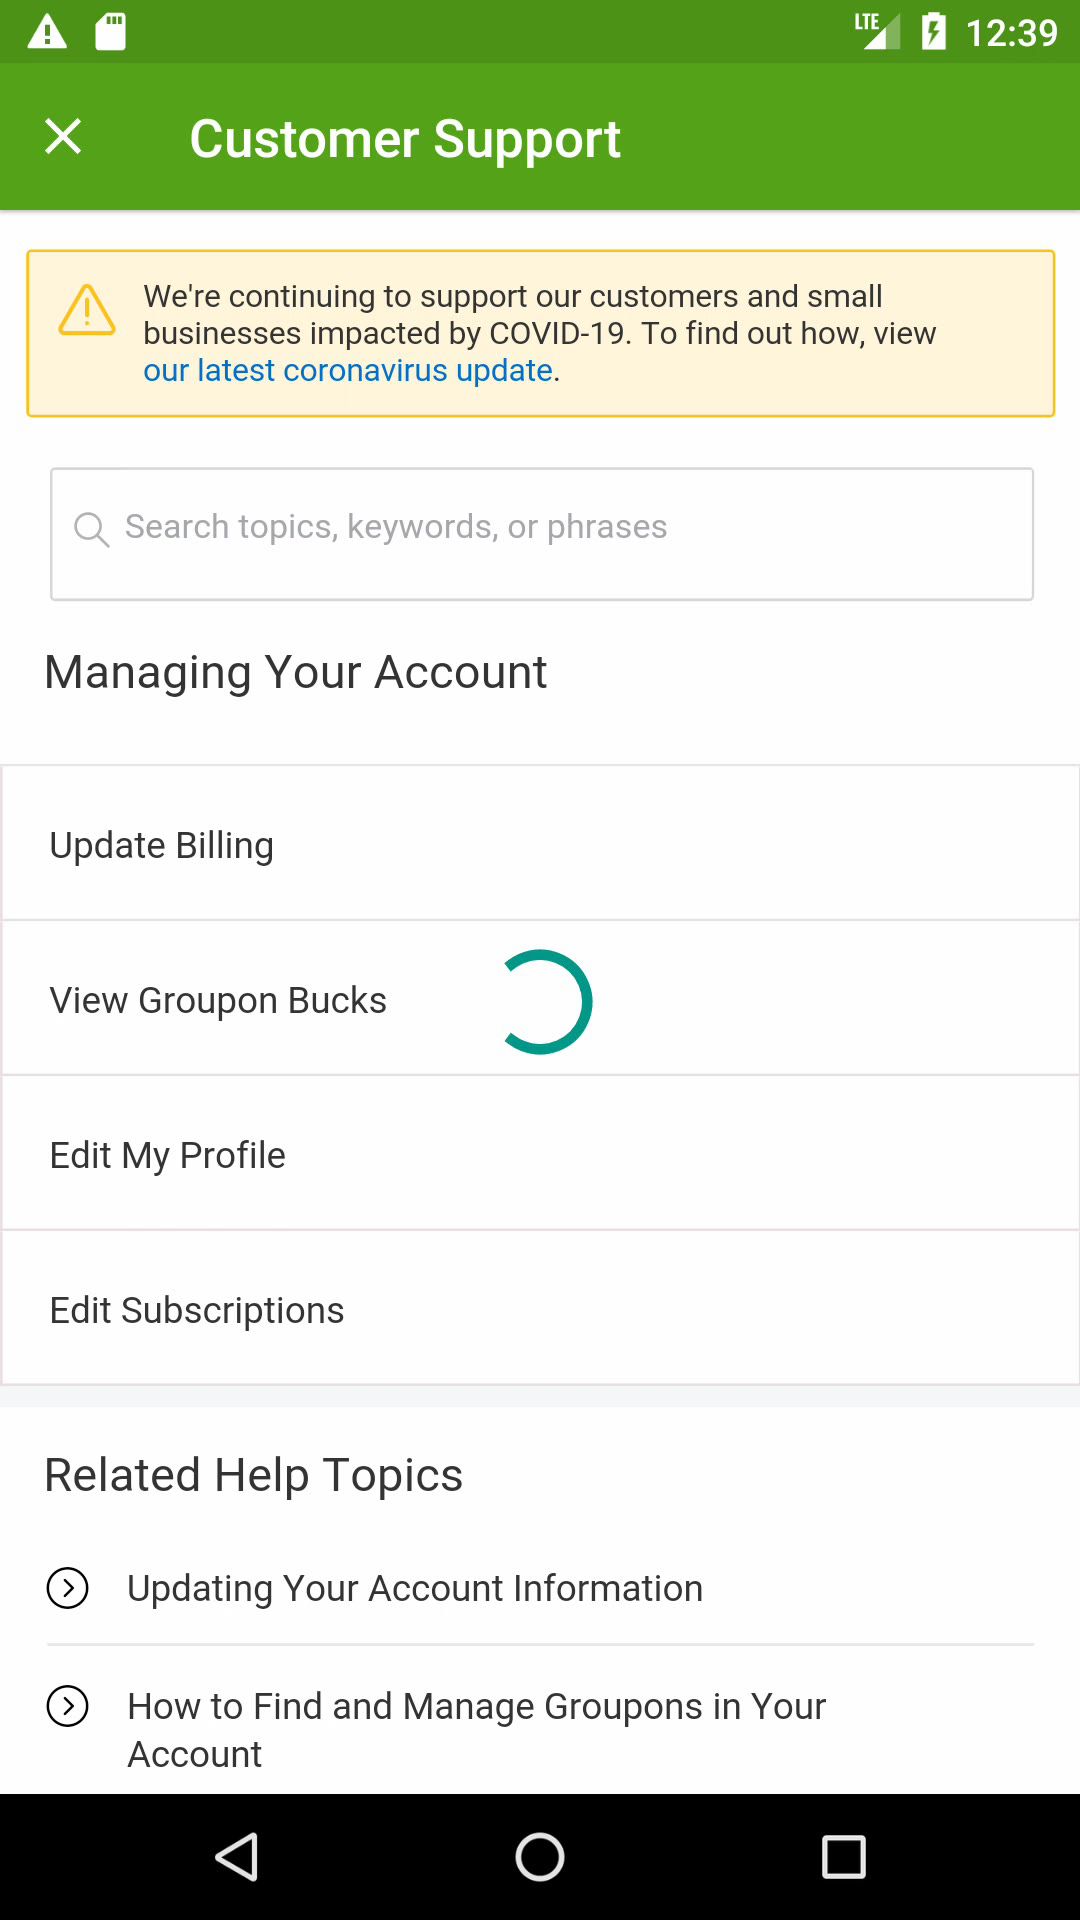 LTE 12:39
Customer Support
We're continuing to support our customers and small
businesses impacted by COVID-19. To find out how, view
our latest coronavirus update.
Search topics, keywords, or phrases
Managing Your Account
Update Billing
View Groupon Bucks
Edit My Profile
Edit Subscriptions
Related Help Topics
Updating Your Account Information
How to Find and Manage Groupons in Your
Account